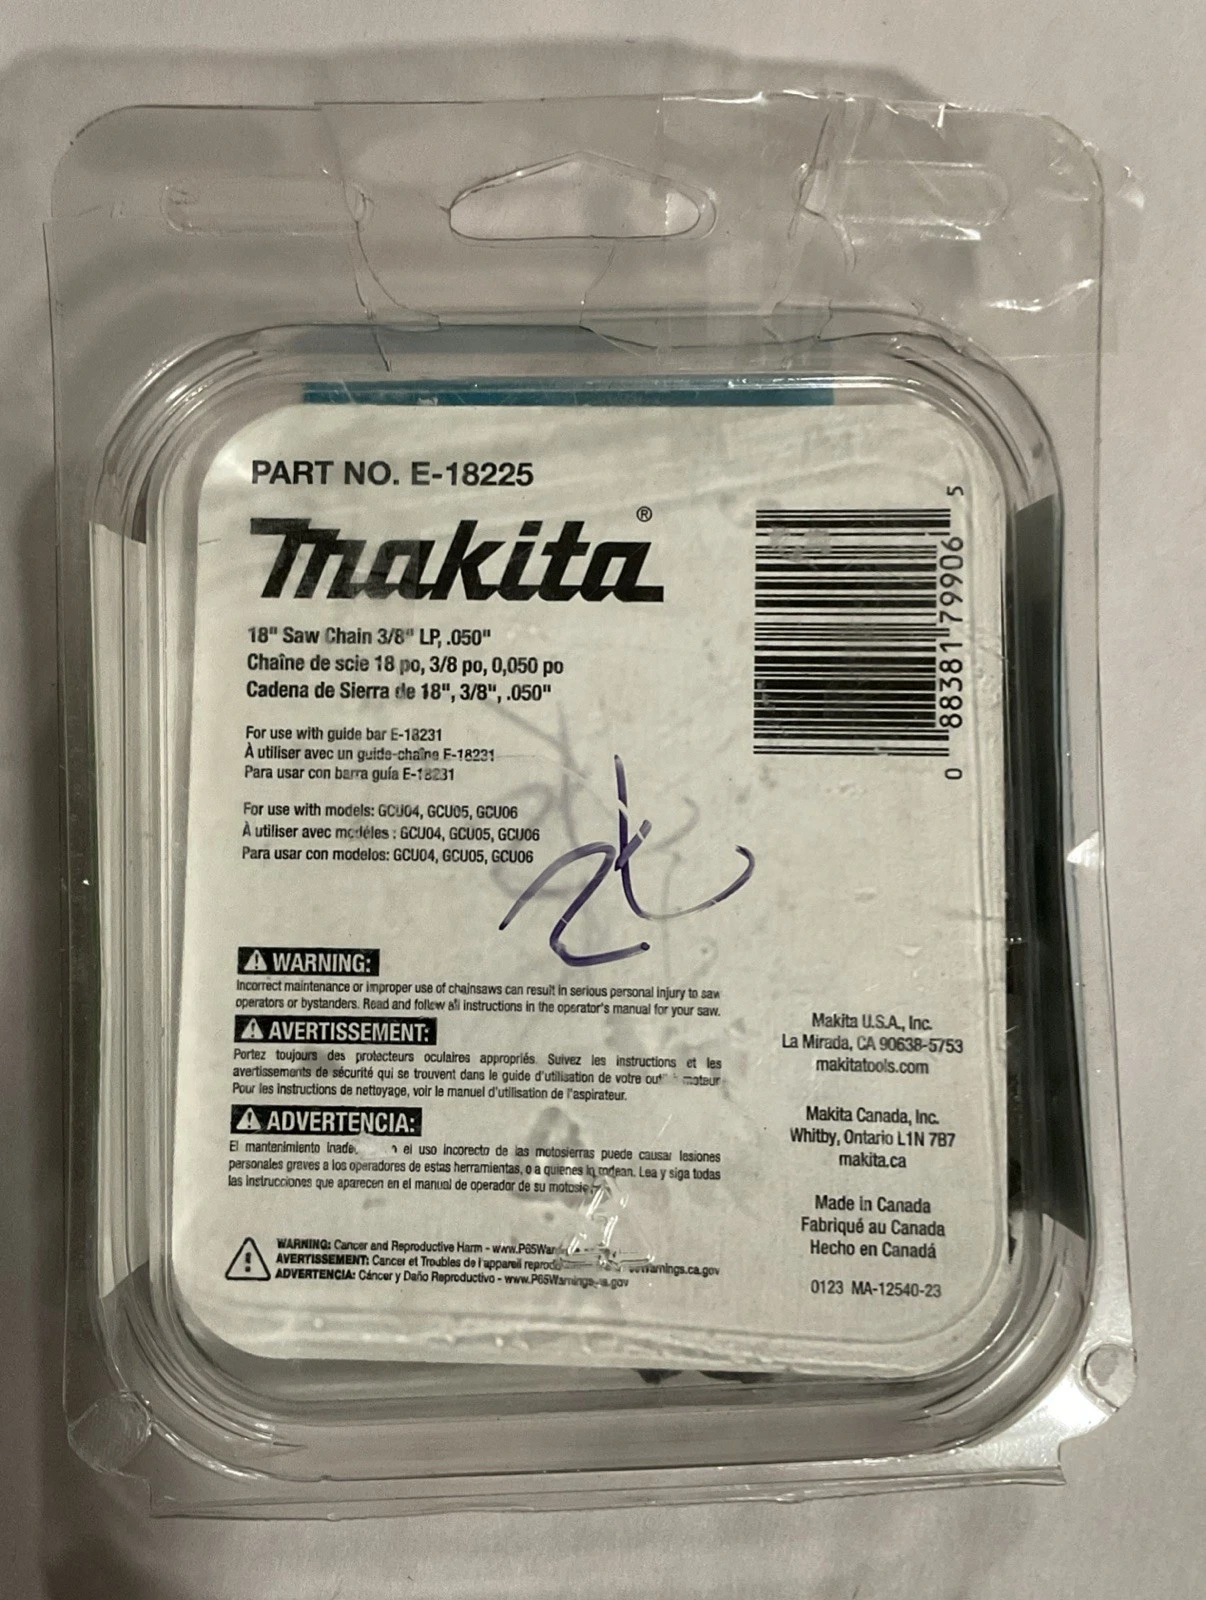 PART NO. E-18225
makita®
18" Saw Chain 3/8" LP, .050"
Chaîne de scie 18 po, 3/8 po, 0,050 po
Cadena de Sierra de 18", 3/8", .050"
For use with guide bar E-18231
À utiliser avec un guide-chaîne E-18231
Para usar con barra guía E-18231
For use with models: GCU04, GCU05, GCU06
À utiliser avec modèles : GCU04, GCU05, GCU06
Para usar con modelos: GCU04, GCU05, GCU06
WARNING:
Incorrect maintenance or improper use of chainsaws can result in serious personal injury to saw
operators or bystanders. Read and follow all instructions in the operator's manual for your saw.
AVERTISSEMENT:
Portez toujours des protecteurs oculaires appropriés. Suivez les instructions et les
avertissements de sécurité qui se trouvent dans le guide d'utilisation de votre
Pour les instructions de nettoyage, voir le manuel d'utilisation de l'aspirateur.
ADVERTENCIA:
El mantenimiento el uso incorecto de las motosierras puede causar lesiones
personales graves a los operadores de estas herramientas, o a quienes lo rodean. Lea y siga todas
las instrucciones que aparecen en el manual de operador de su
WARNING: Cancer and Reproductive Harm -
AVERTISSEMENT: Cancer et Troubles de l'appareil
ADVERTENCIA: Cáncer y Daño Reproductivo -
0 88381 79906 5
Makita U.S.A., Inc.
La Mirada, CA 90638-5753
makitatools.com
Makita Canada, Inc.
Whitby, Ontario L1N 7B7
makita.ca
Made in Canada
Fabriqué au Canada
Hecho en Canadá
0123 MA-12540-23